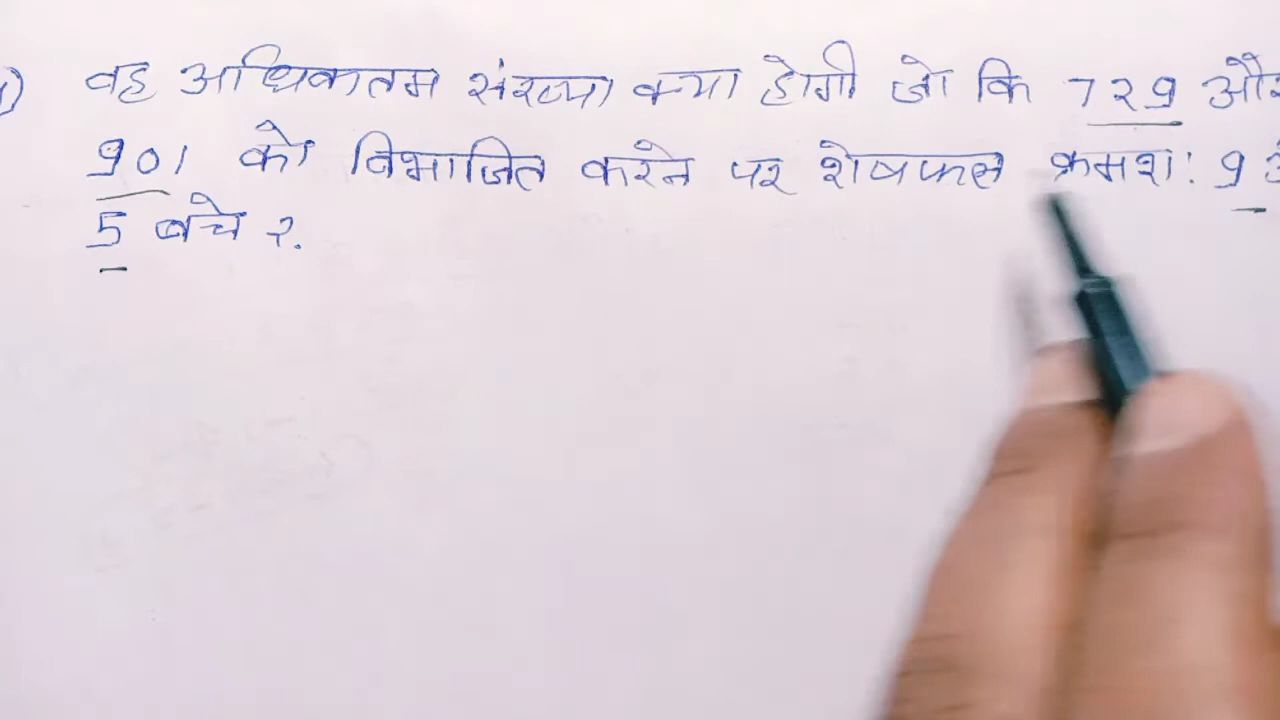 वह अधिकतम संख्या क्या होगी जो कि 729 और
901 को विभाजित करने पर शेषफल क्रमश: 9
5 बचे ?.